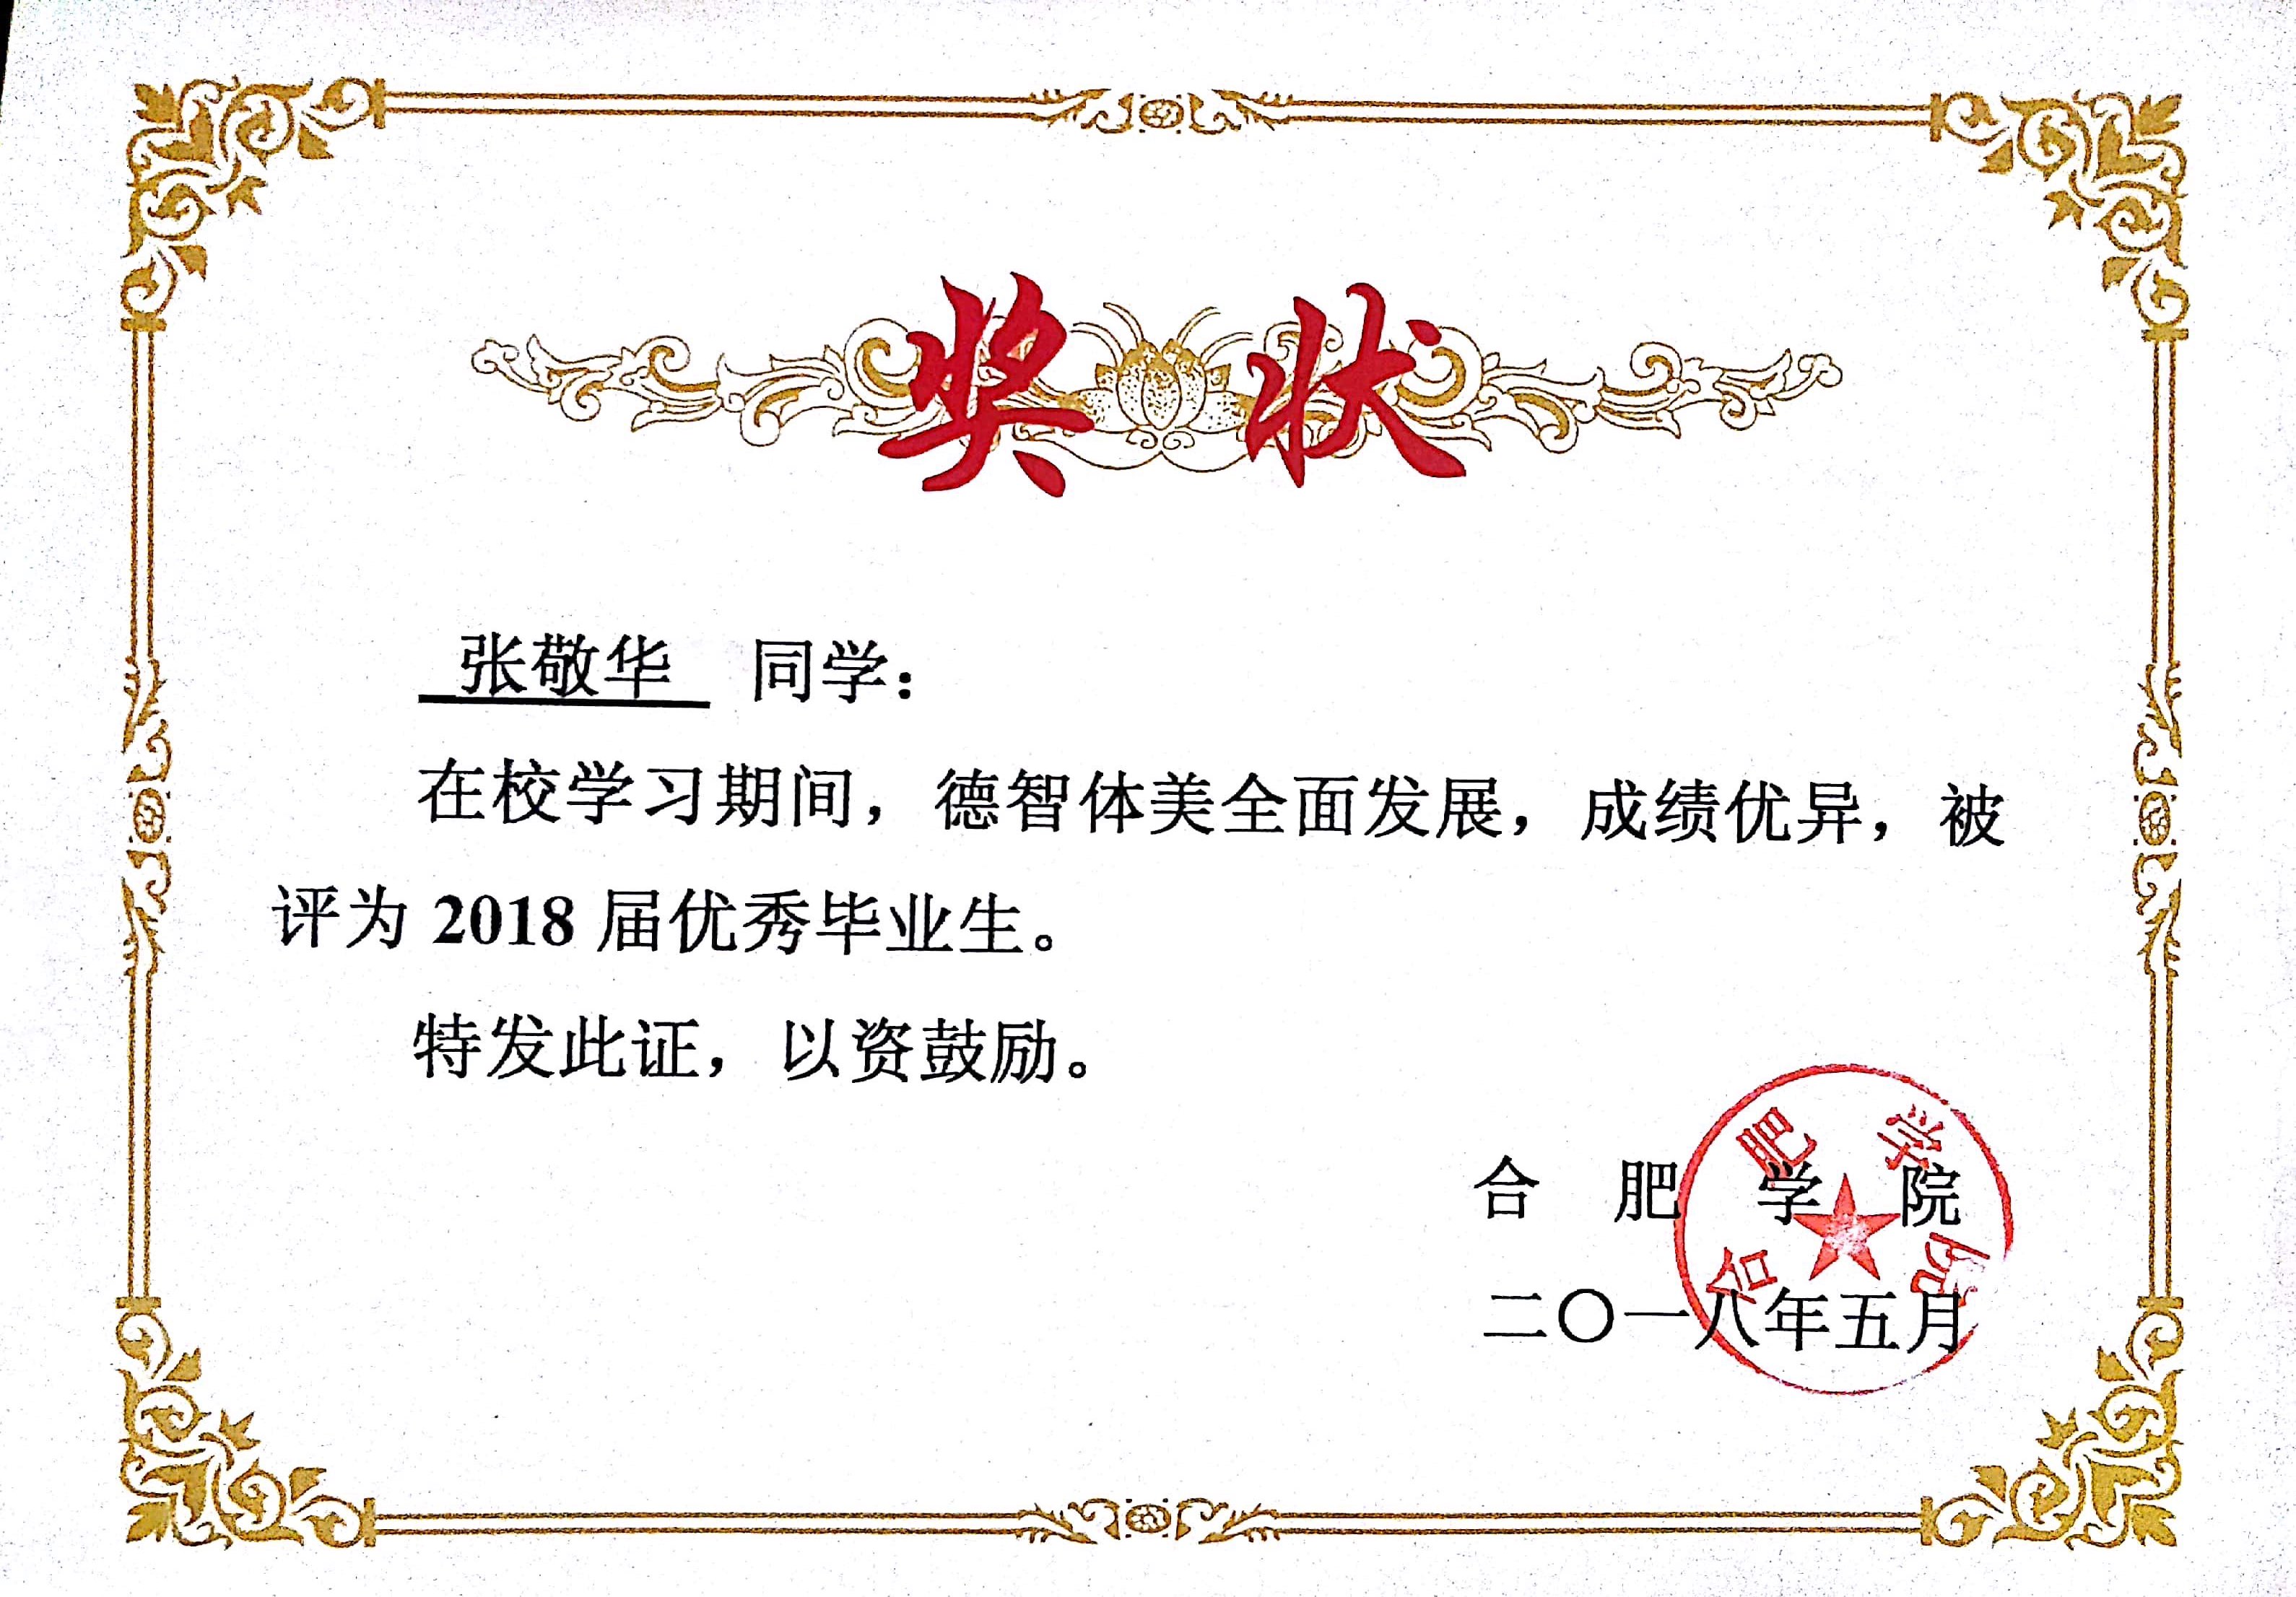 奖状
张敬华 同学：
在校学习期间，德智体美全面发展，成绩优异，被
评为 2018 届优秀毕业生。
特发此证，以资鼓励。
合肥学院
合肥学院
二〇一八年五月